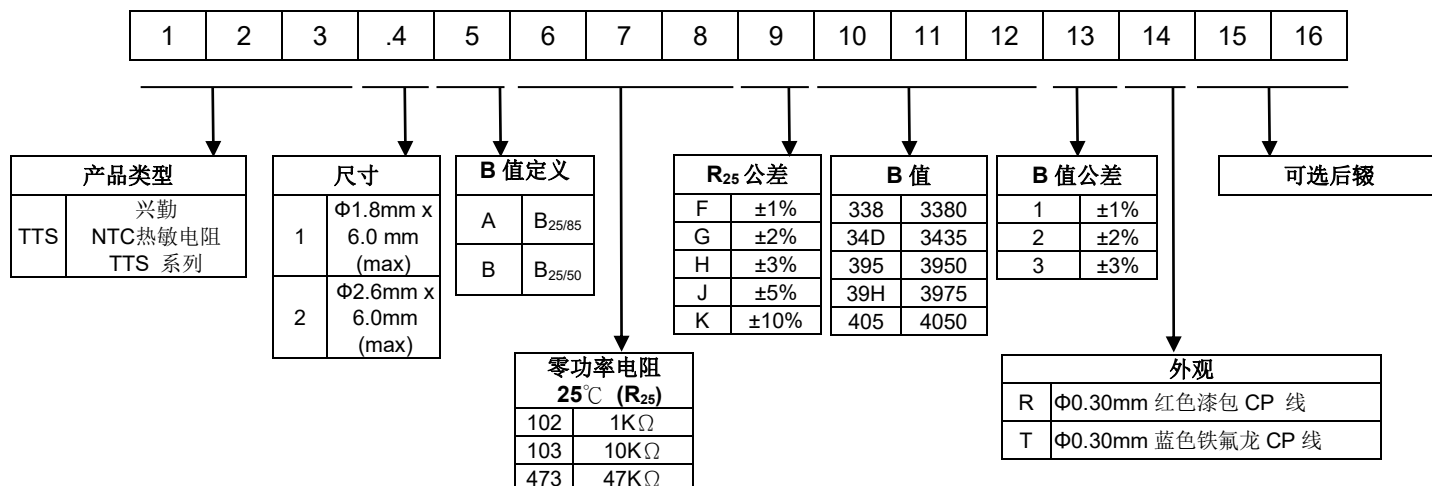 1 2 3 .4 5 6 7 8 9 10 11 12 13 14 15 16
产品类型
TTS
兴勤
NTC热敏电阻
TTS 系列
尺寸
1
Φ1.8mm x
6.0 mm
(max)
2
Φ2.6mm x
6.0mm
(max)
B 值定义
A B25/85
B B25/50
零功率电阻
25℃ (R25)
102 1KΩ
103 10KΩ
473 47KΩ
R25 公差
F ±1%
G ±2%
H ±3%
J ±5%
K ±10%
B 值
338 3380
34D 3435
395 3950
39H 3975
405 4050
B 值公差
1 ±1%
2 ±2%
3 ±3%
外观
R Φ0.30mm 红色漆包 CP 线
T Φ0.30mm 蓝色铁氟龙 CP 线
可选后辍